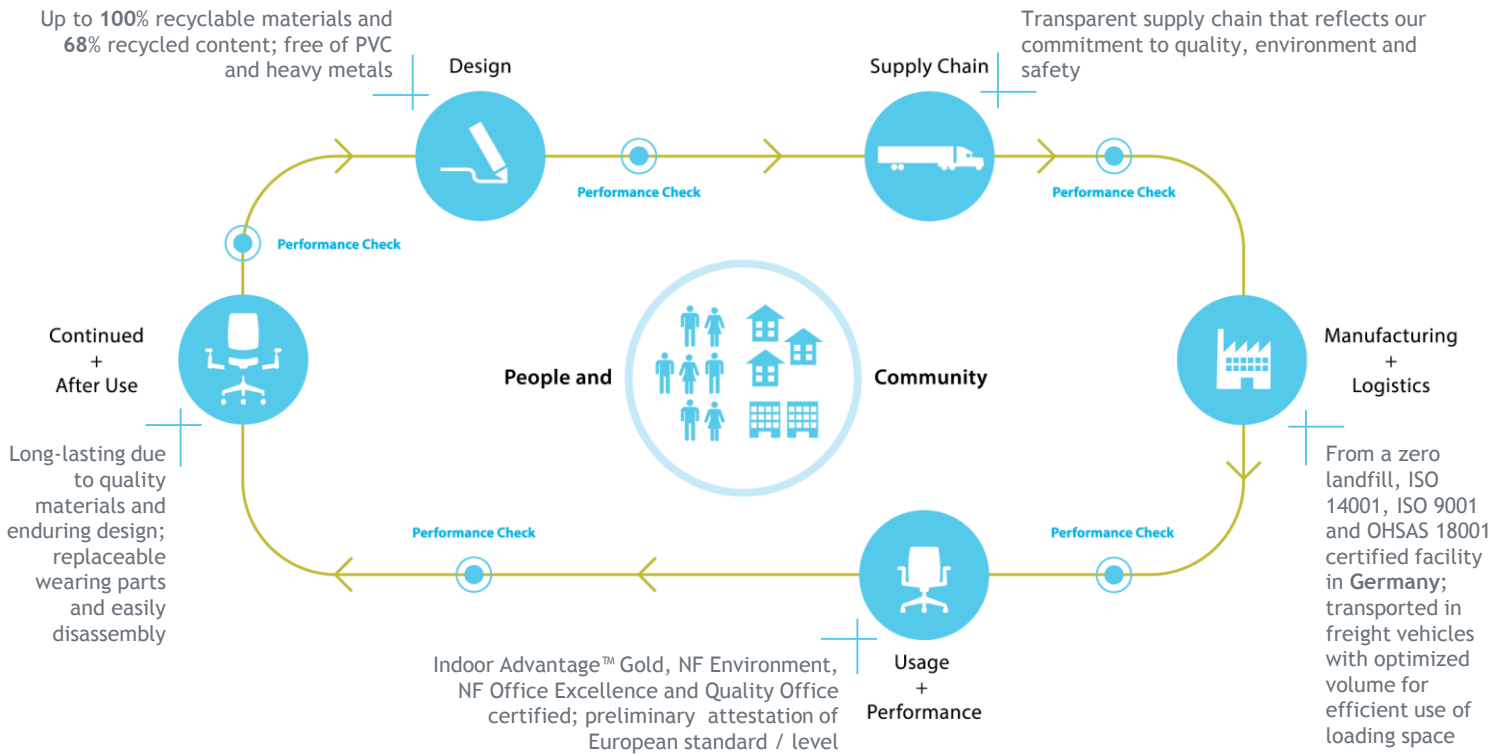 Up to 100% recyclable materials and
68% recycled content; free of PVC
and heavy metals
Design
Supply Chain
Transparent supply chain that reflects our
commitment to quality, environment and
safety
Performance Check
Performance Check
Performance Check
Continued
+
After Use
People and
Community
Manufacturing
+
Logistics
Long-lasting due
to quality
materials and
enduring design;
replaceable
wearing parts
and easily
disassembly
From a zero
landfill, ISO
14001, ISO 9001
and OHSAS 18001
certified facility
in Germany;
transported in
freight vehicles
with optimized
volume for
efficient use of
loading space
Performance Check
Performance Check
Usage
+
Performance
Indoor Advantage™ Gold, NF Environment,
NF Office Excellence and Quality Office
certified; preliminary attestation of
European standard / level